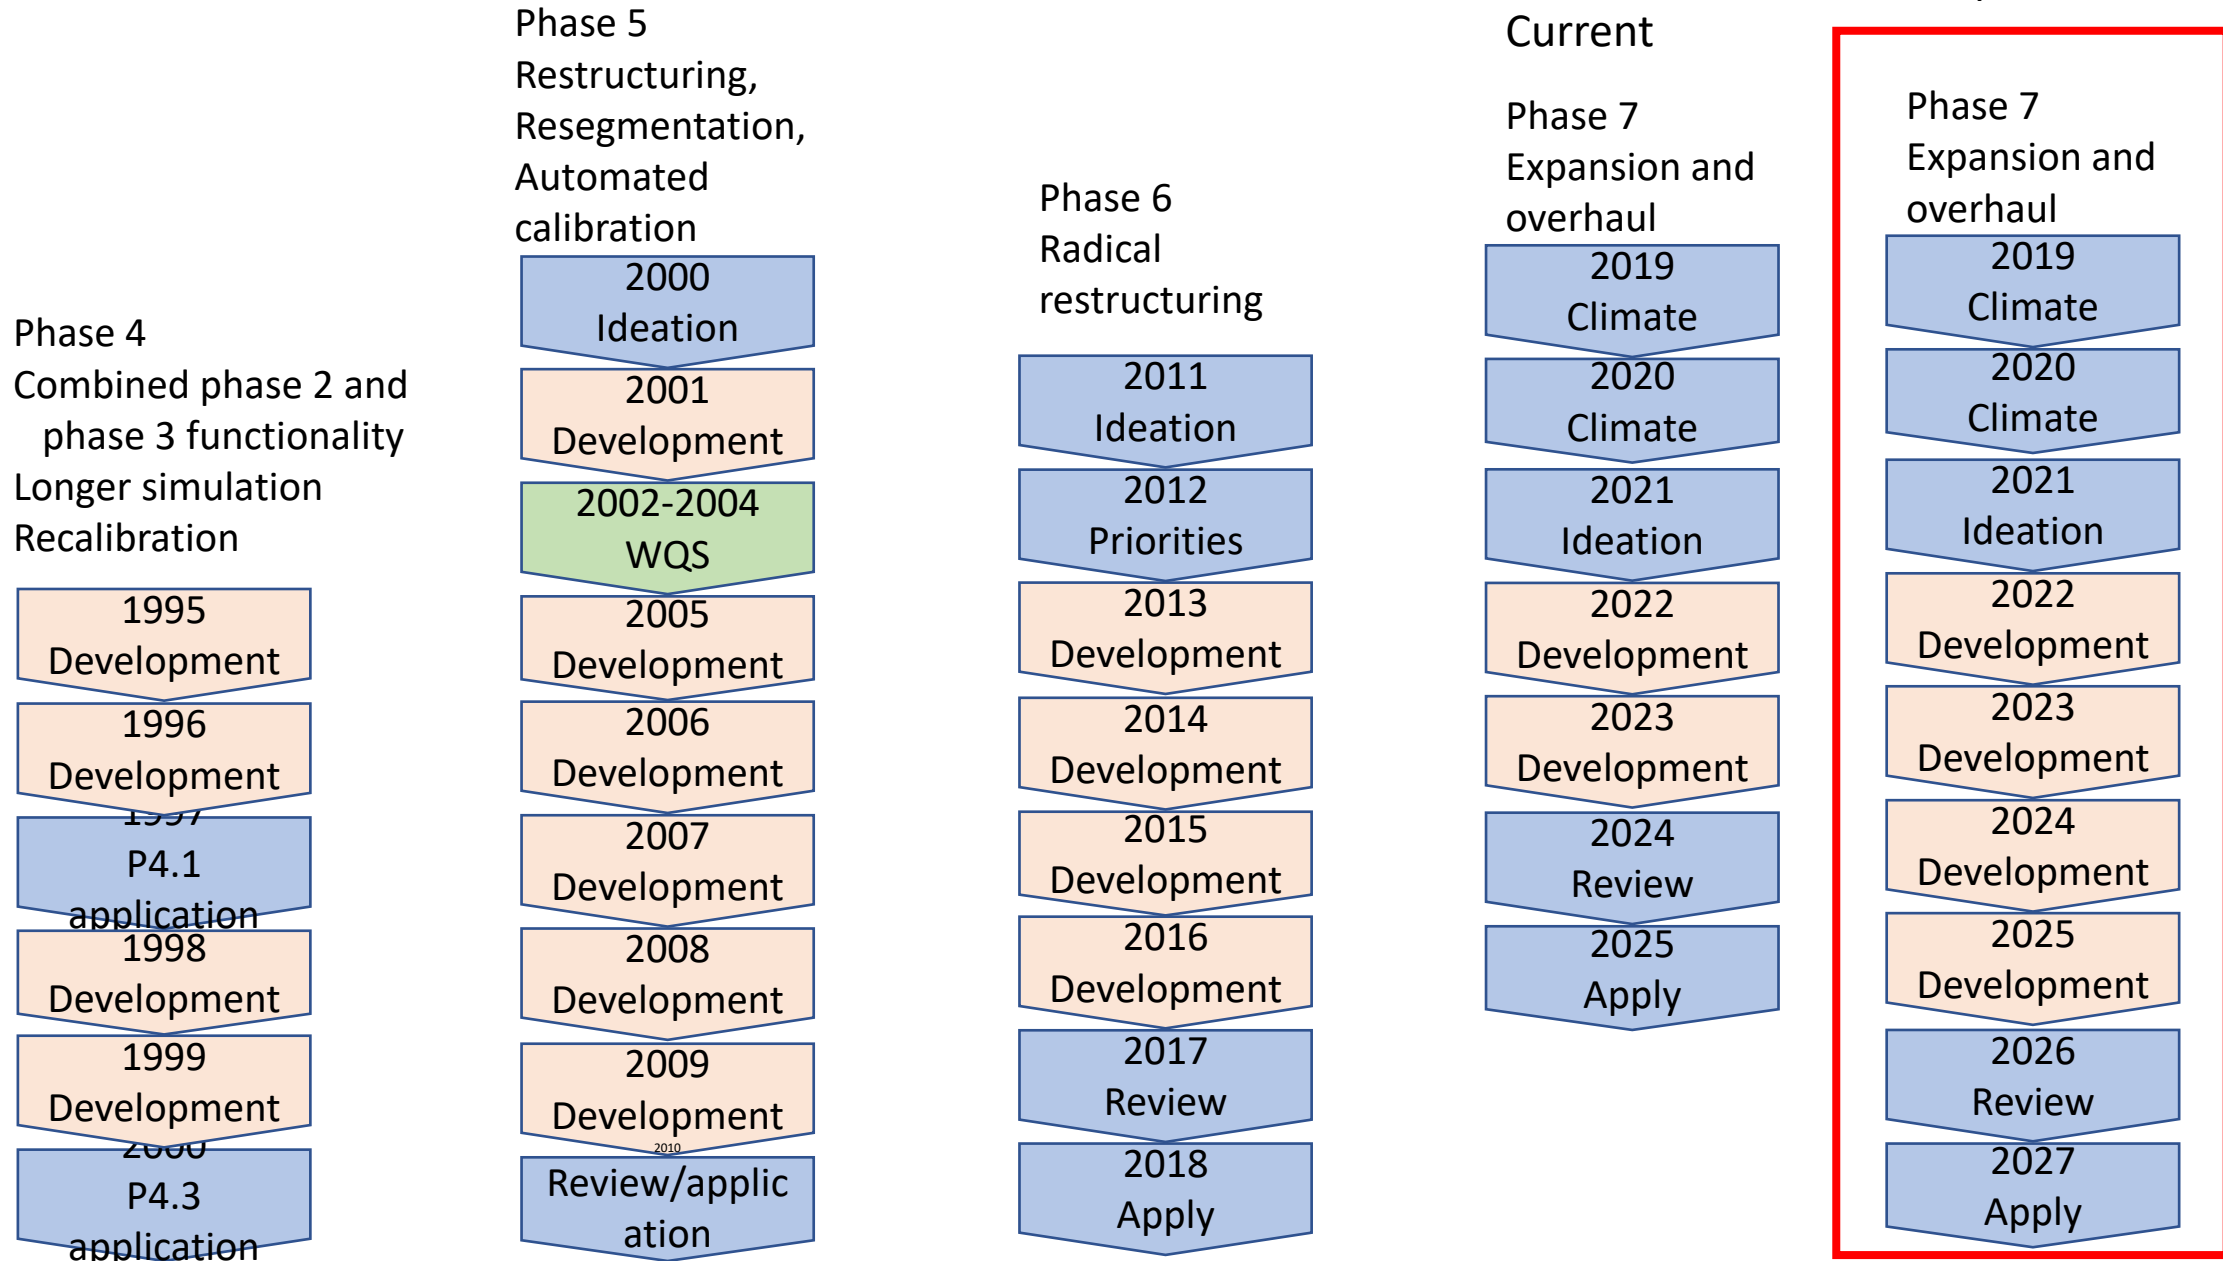 Phase 4
Combined phase 2 and
phase 3 functionality
Longer simulation
Recalibration
1995
Development
1996
Development
1997
P4.1
application
1998
Development
1999
Development
2000
P4.3
application
Phase 5
Restructuring,
Resegmentation,
Automated
calibration
2000
Ideation
2001
Development
2002-2004
WQS
2005
Development
2006
Development
2007
Development
2008
Development
2009
Development
2010
Review/applic
ation
Phase 6
Radical
restructuring
2011
Ideation
2012
Priorities
2013
Development
2014
Development
2015
Development
2016
Development
2017
Review
2018
Apply
Current
Phase 7
Expansion and
overhaul
2019
Climate
2020
Climate
2021
Ideation
2022
Development
2023
Development
2024
Review
2025
Apply
Phase 7
Expansion and
overhaul
2019
Climate
2020
Climate
2021
Ideation
2022
Development
2023
Development
2024
Development
2025
Development
2026
Review
2027
Apply